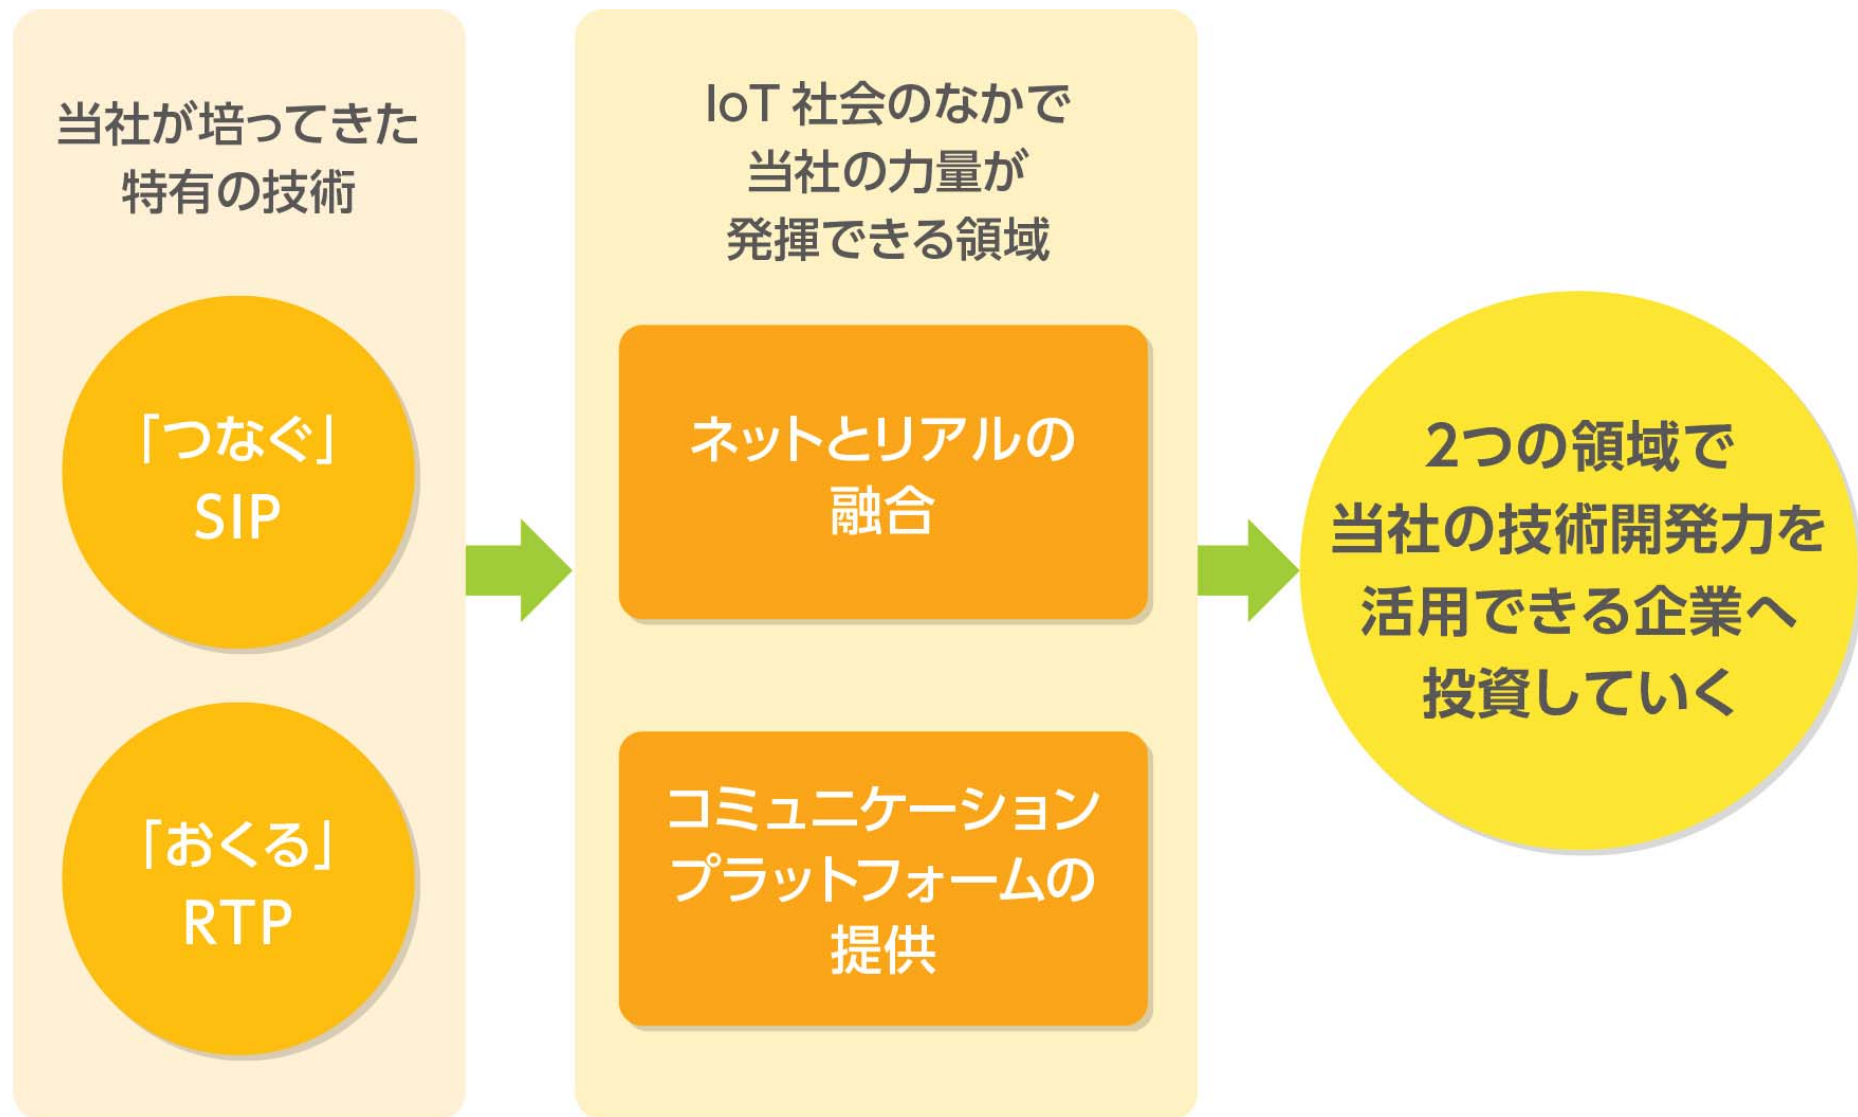 当社が培ってきた
特有の技術
「つなぐ」
SIP
「おくる」
RTP
IoT 社会のなかで
当社の力量が
発揮できる領域
ネットとリアルの
融合
コミュニケーション
プラットフォームの
提供
2つの領域で
当社の技術開発力を
活用できる企業へ
投資していく